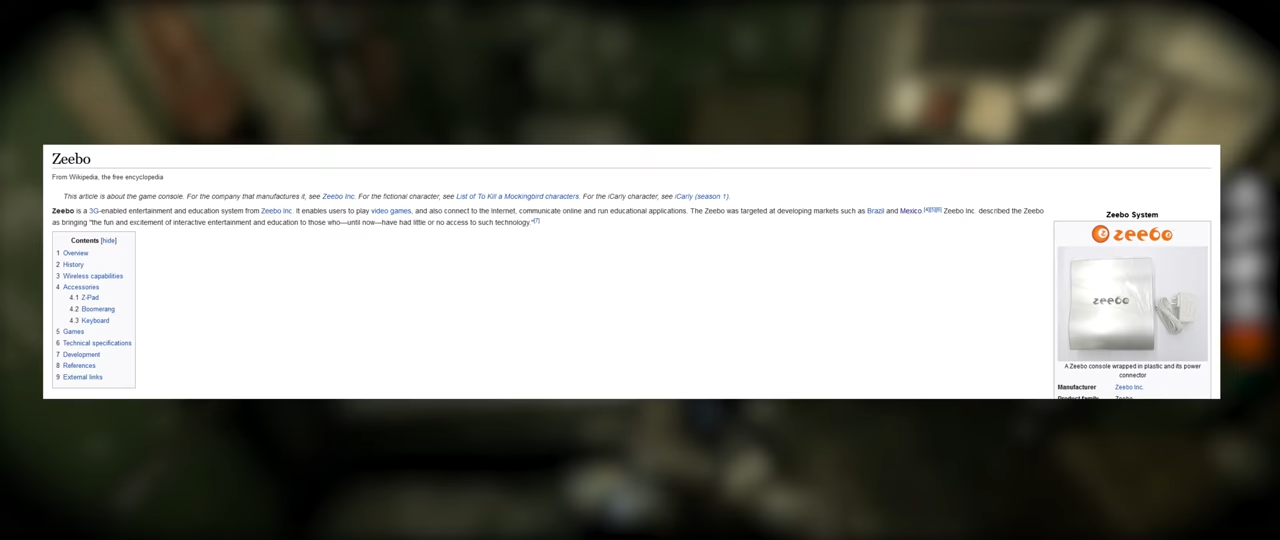 Zeebo
From Wikipedia, the free encyclopedia
This article is about the game console. For the company that manufactures it, see Zeebo Inc. For the fictional character, see List of To Kill a Mockingbird characters. For the iCarly character, see iCarly (season 1).
Zeebo is a 3G-enabled entertainment and education system from Zeebo Inc. It enables users to play video games, and also connect to the Internet, communicate online and run educational applications. The Zeebo was targeted at developing markets such as Brazil and Mexico.[4][5][6] Zeebo Inc. described the Zeebo
as bringing "the fun and excitement of interactive entertainment and education to those who—until now—have had little or no access to such technology."[7]
Contents [hide]
1 Overview
2 History
3 Wireless capabilities
4 Accessories
4.1 Z-Pad
4.2 Boomerang
4.3 Keyboard
5 Games
6 Technical specifications
7 Development
8 References
9 External links
Zeebo System
zeebo
zeebo
A Zeebo console wrapped in plastic and its power
connector
Manufacturer Zeebo Inc.
Product family Zeebo